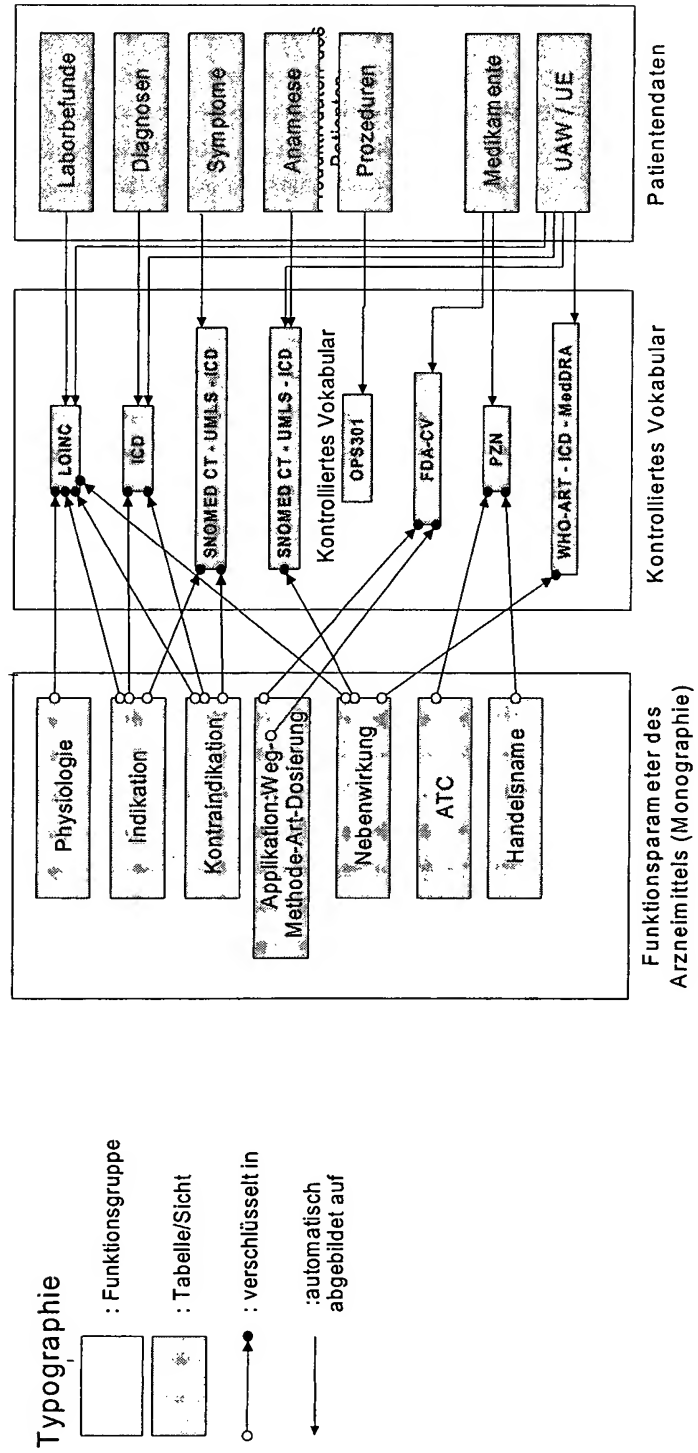 Typographie
: Funktionsgruppe
: Tabelle/Sicht
: verschlüsselt in
:automatisch
abgebildet auf
Physiologie
Indikation
Kontraindikation
Applikation:Weg-
Methode-Art-Dosierung
Nebenwirkung
ATC
Handelsname
Funktionsparameter des
Arzneimittels (Monographie)
LOINC
ICD
SNOMED CT - UMLS - ICD
SNOMED CT - UMLS - ICD
Kontrolliertes Vokabular
OPS301
FDA-CV
PZN
WHO-ART - ICD - MedDRA
Kontrolliertes Vokabular
Laborbefunde
Diagnosen
Symptome
Anamnese
Prozeduren
Medikamente
UAW / UE
Patientendaten